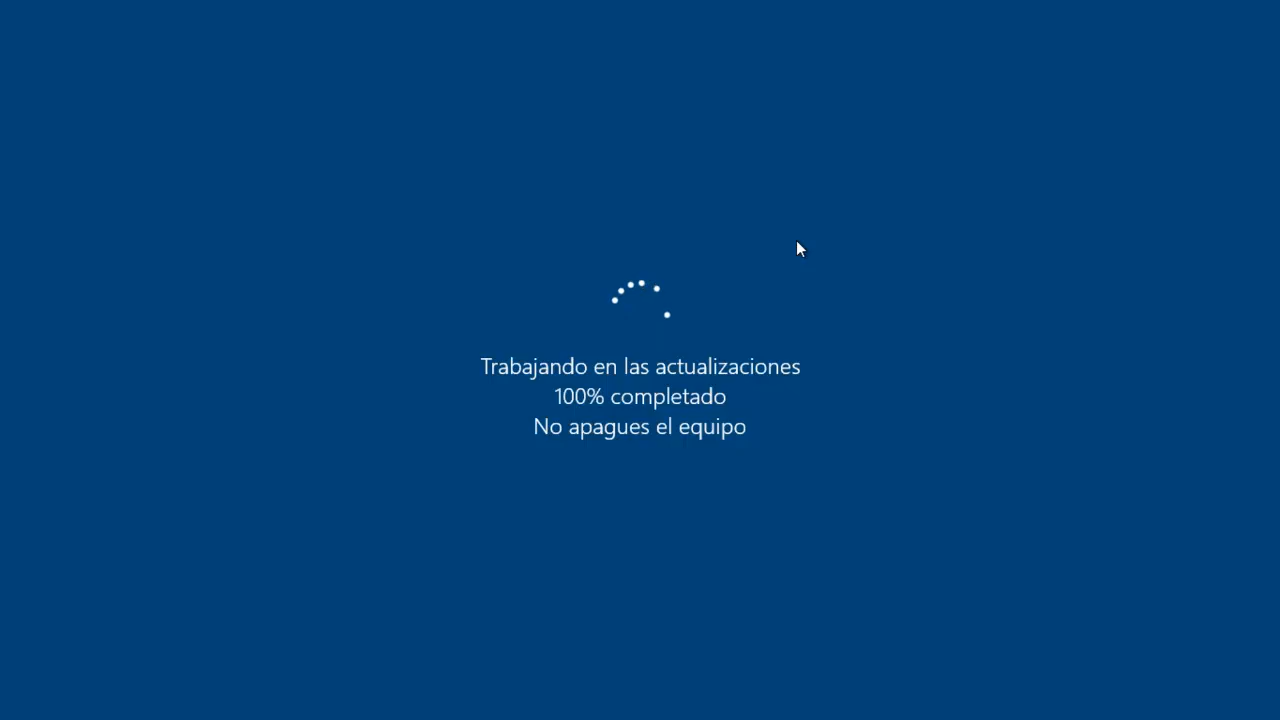 Trabajando en las actualizaciones
100% completado
No apagues el equipo